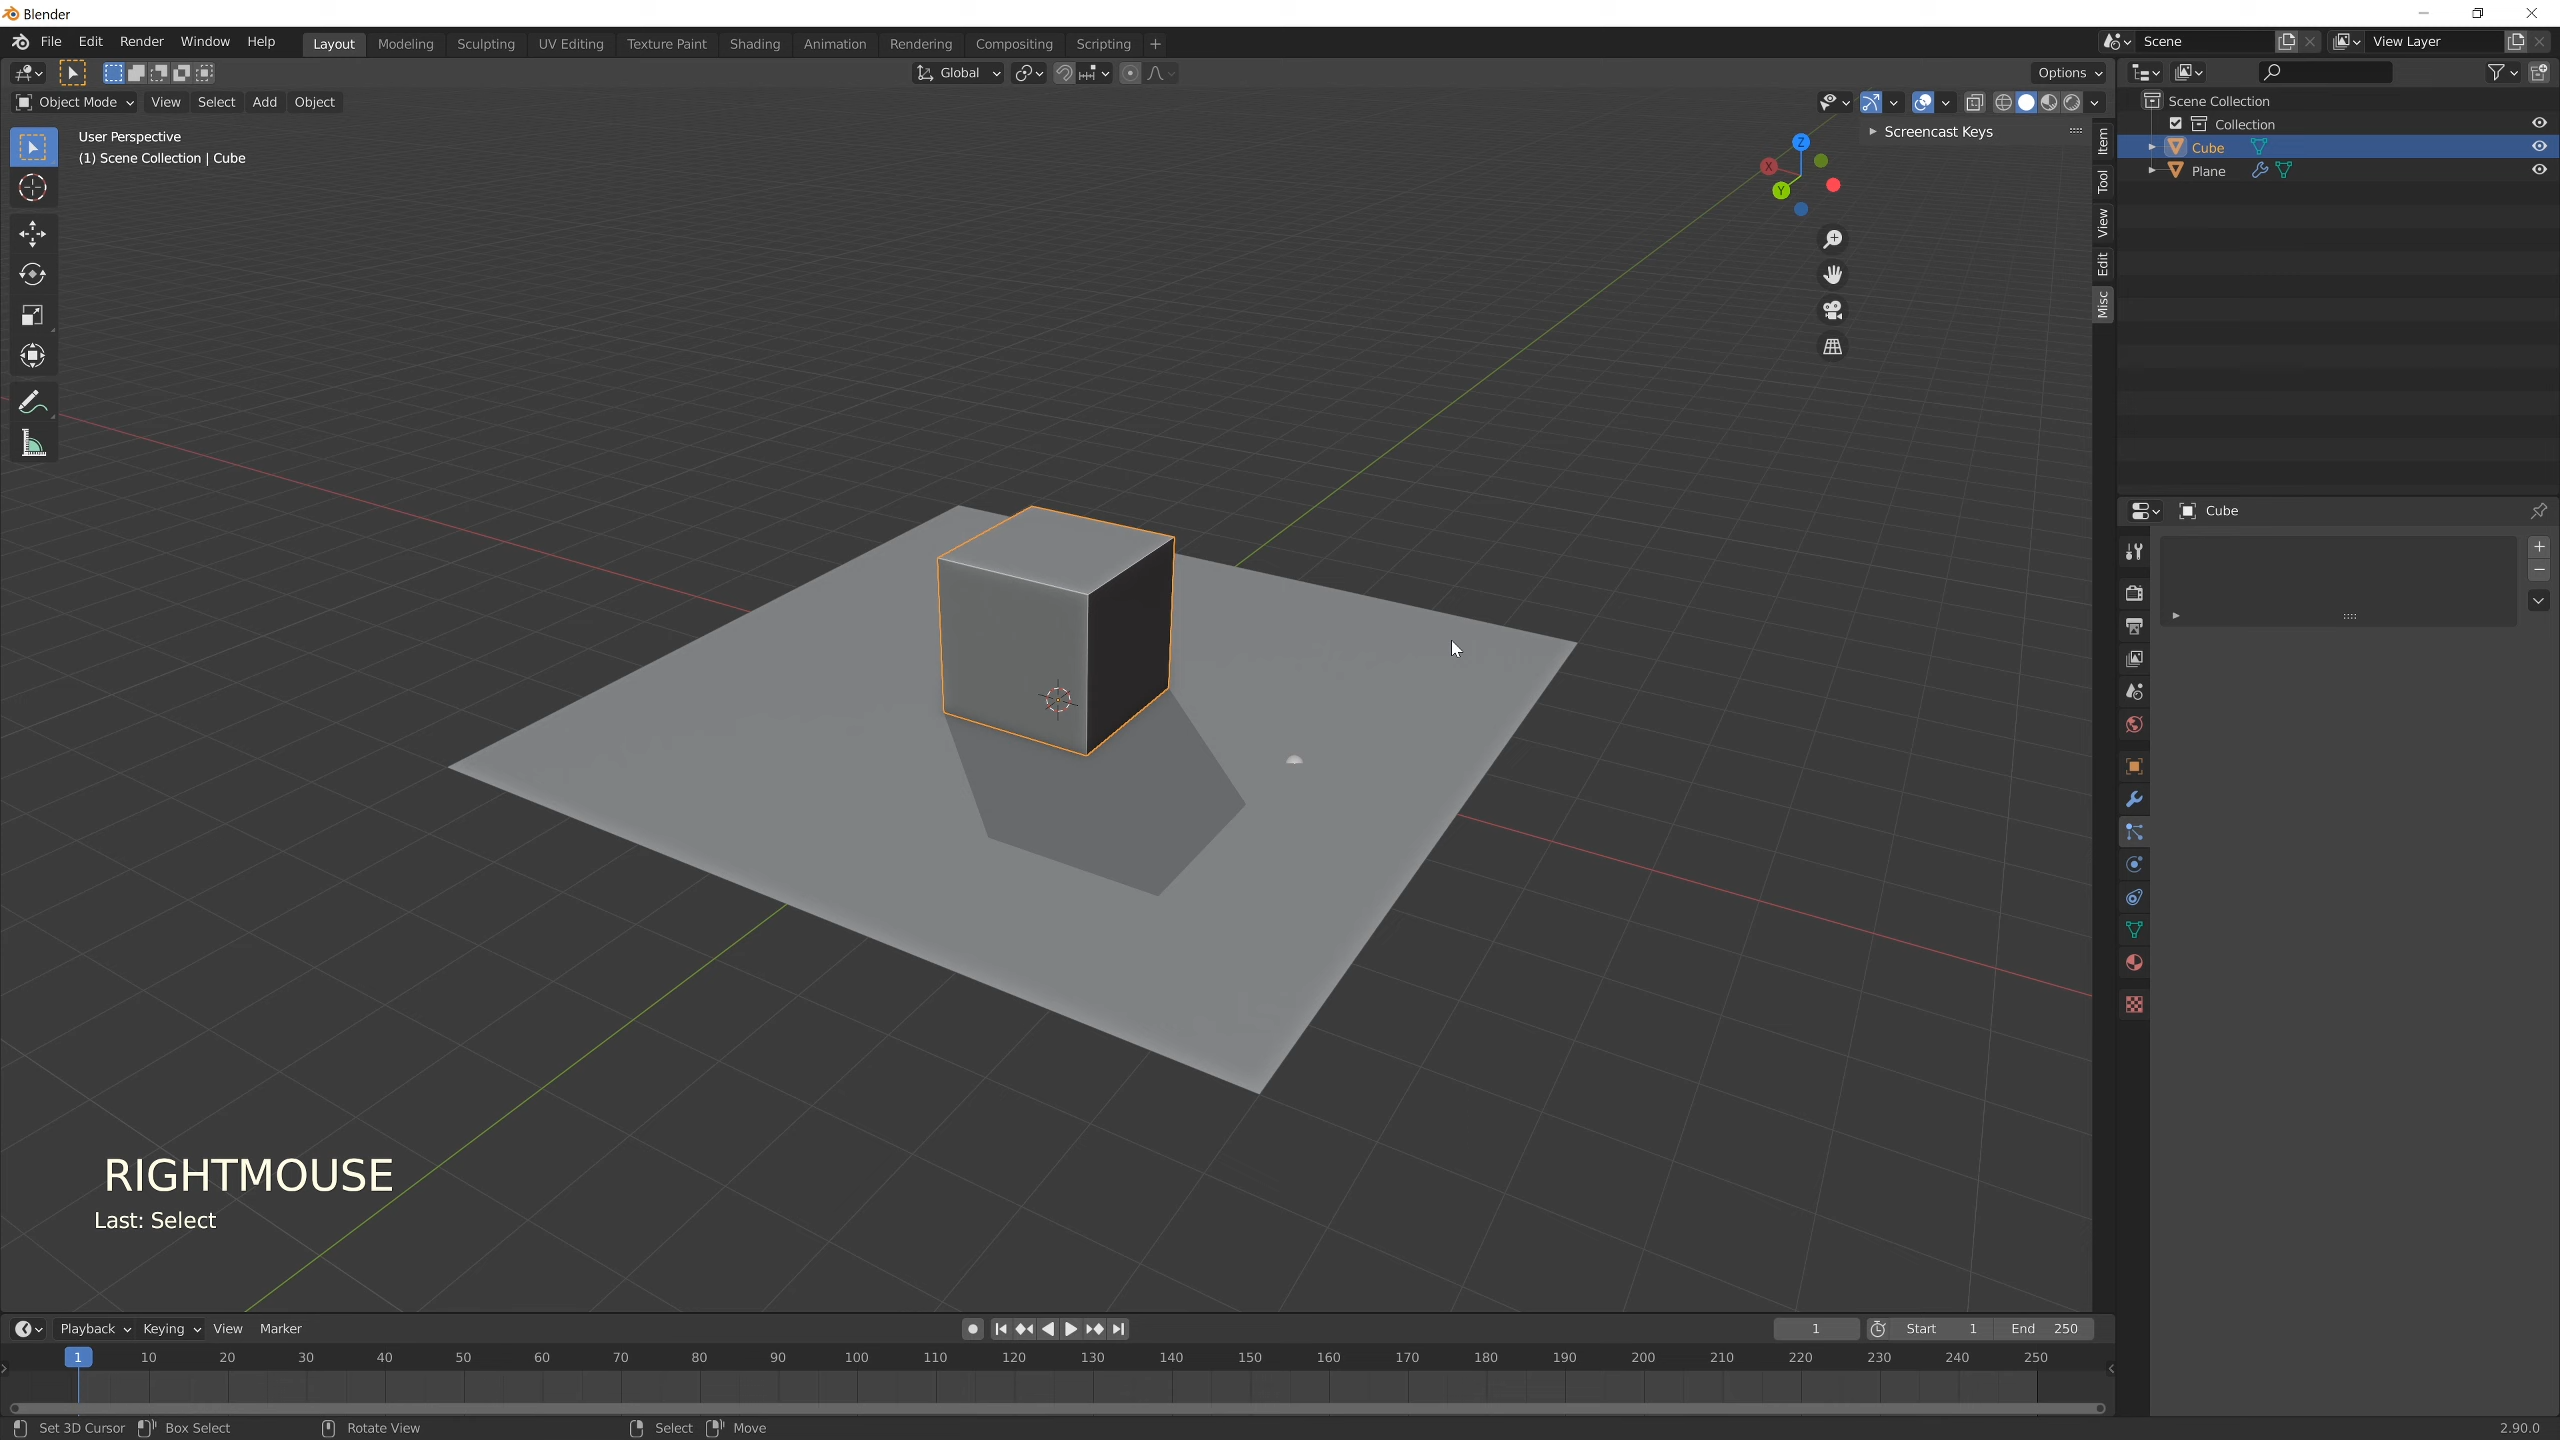 Blender
File Edit Render Window Help Layout Modeling Sculpting UV Editing Texture Paint Shading Animation Rendering Compositing Scripting + Scene View Layer
Global Options
Object Mode View Select Add Object
User Perspective
(1) Scene Collection | Cube
Screencast Keys
Z
X
Y
Item
Tool
View
Edit
Misc
Scene Collection
Collection
Cube
Plane
Cube
RIGHTMOUSE
Last: Select
Playback Keying View Marker 1 Start 1 End 250
1 10 20 30 40 50 60 70 80 90 100 110 120 130 140 150 160 170 180 190 200 210 220 230 240 250
Set 3D Cursor Box Select Rotate View Select Move 2.90.0